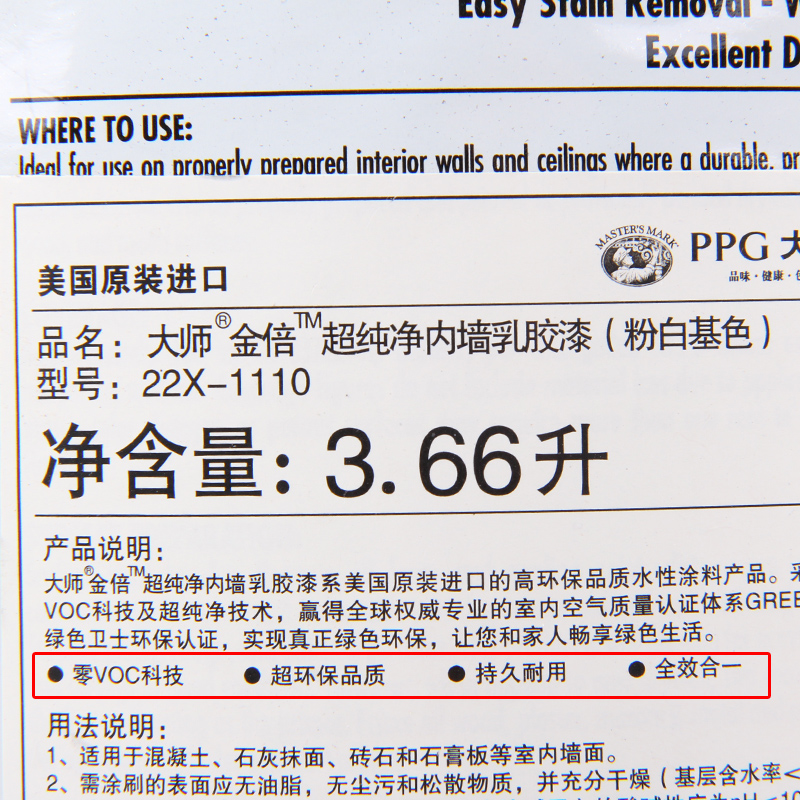 Easy Stain Removal -
Excellent
WHERE TO USE:
Ideal for use on properly prepared interior walls and ceilings where a durable,
MASTER'S MARK
PPG 大
品味·健康·
美国原装进口
品名：大师®金倍™超纯净内墙乳胶漆（粉白基色）
型号：22X-1110
净含量：3.66升
产品说明：
大师®金倍™超纯净内墙乳胶漆系美国原装进口的高环保品质水性涂料产品。采
VOC科技及超纯净技术，赢得全球权威专业的室内空气质量认证体系GREE
绿色卫士环保认证，实现真正绿色环保，让您和家人畅享绿色生活。
●零VOC科技 ●超环保品质 ●持久耐用 ●全效合一
用法说明：
1、适用于混凝土、石灰抹面、砖石和石膏板等室内墙面。
2、需涂刷的表面应无油脂，无尘污和松散物质，并充分干燥（基层含水率<